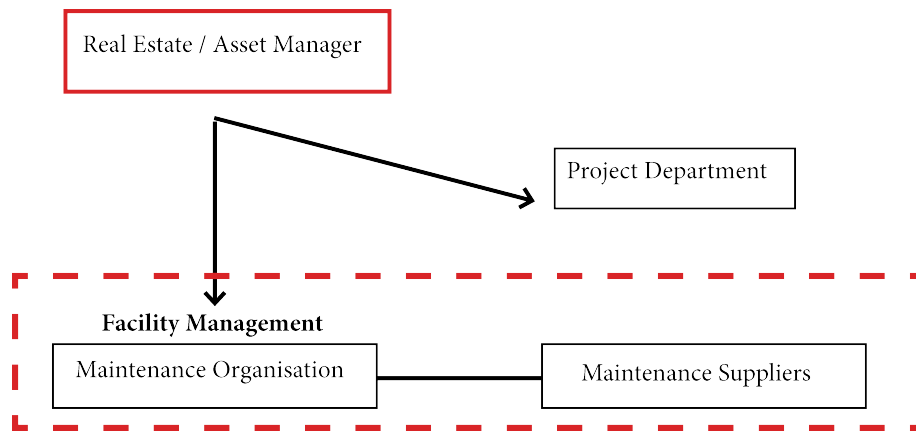 Real Estate / Asset Manager
Project Department
Facility Management
Maintenance Organisation
Maintenance Suppliers